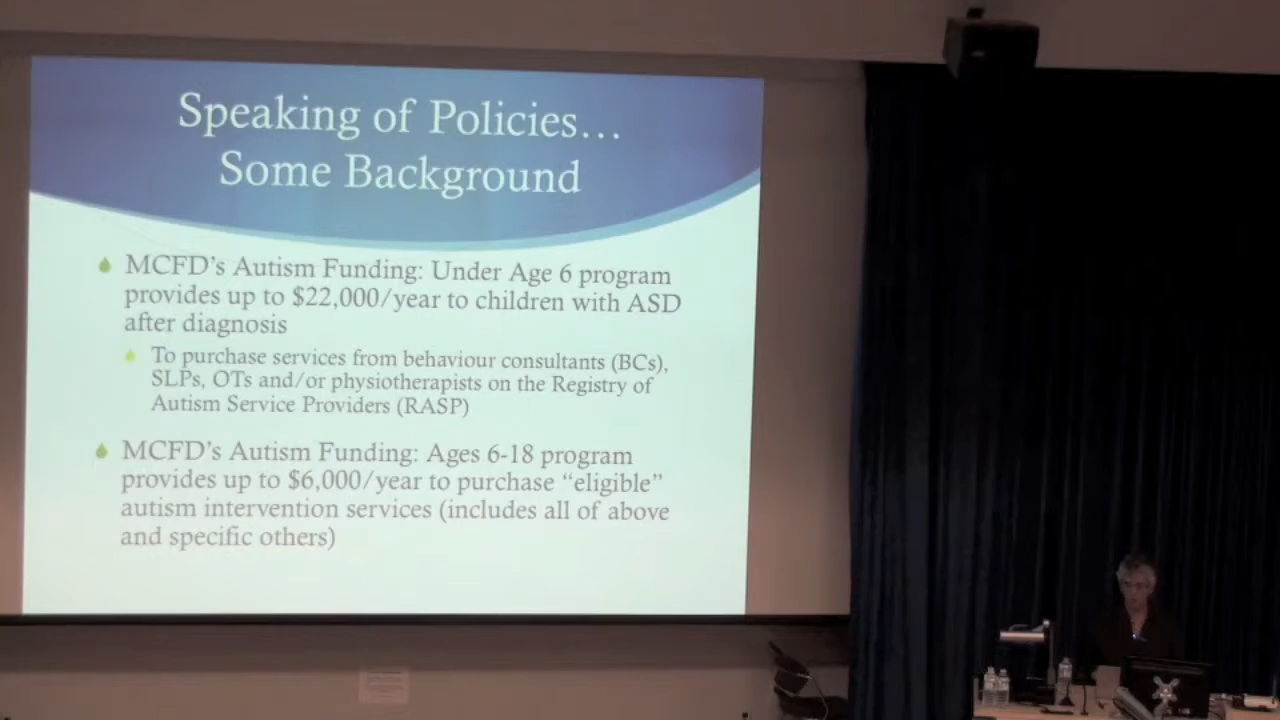 Speaking of Policies…
Some Background
MCFD's Autism Funding: Under Age 6 program
provides up to $22,000/year to children with ASD
after diagnosis
To purchase services from behaviour consultants (BCs),
SLPs, OTs and/or physiotherapists on the Registry of
Autism Service Providers (RASP)
MCFD's Autism Funding: Ages 6-18 program
provides up to $6,000/year to purchase "eligible"
autism intervention services (includes all of above
and specific others)